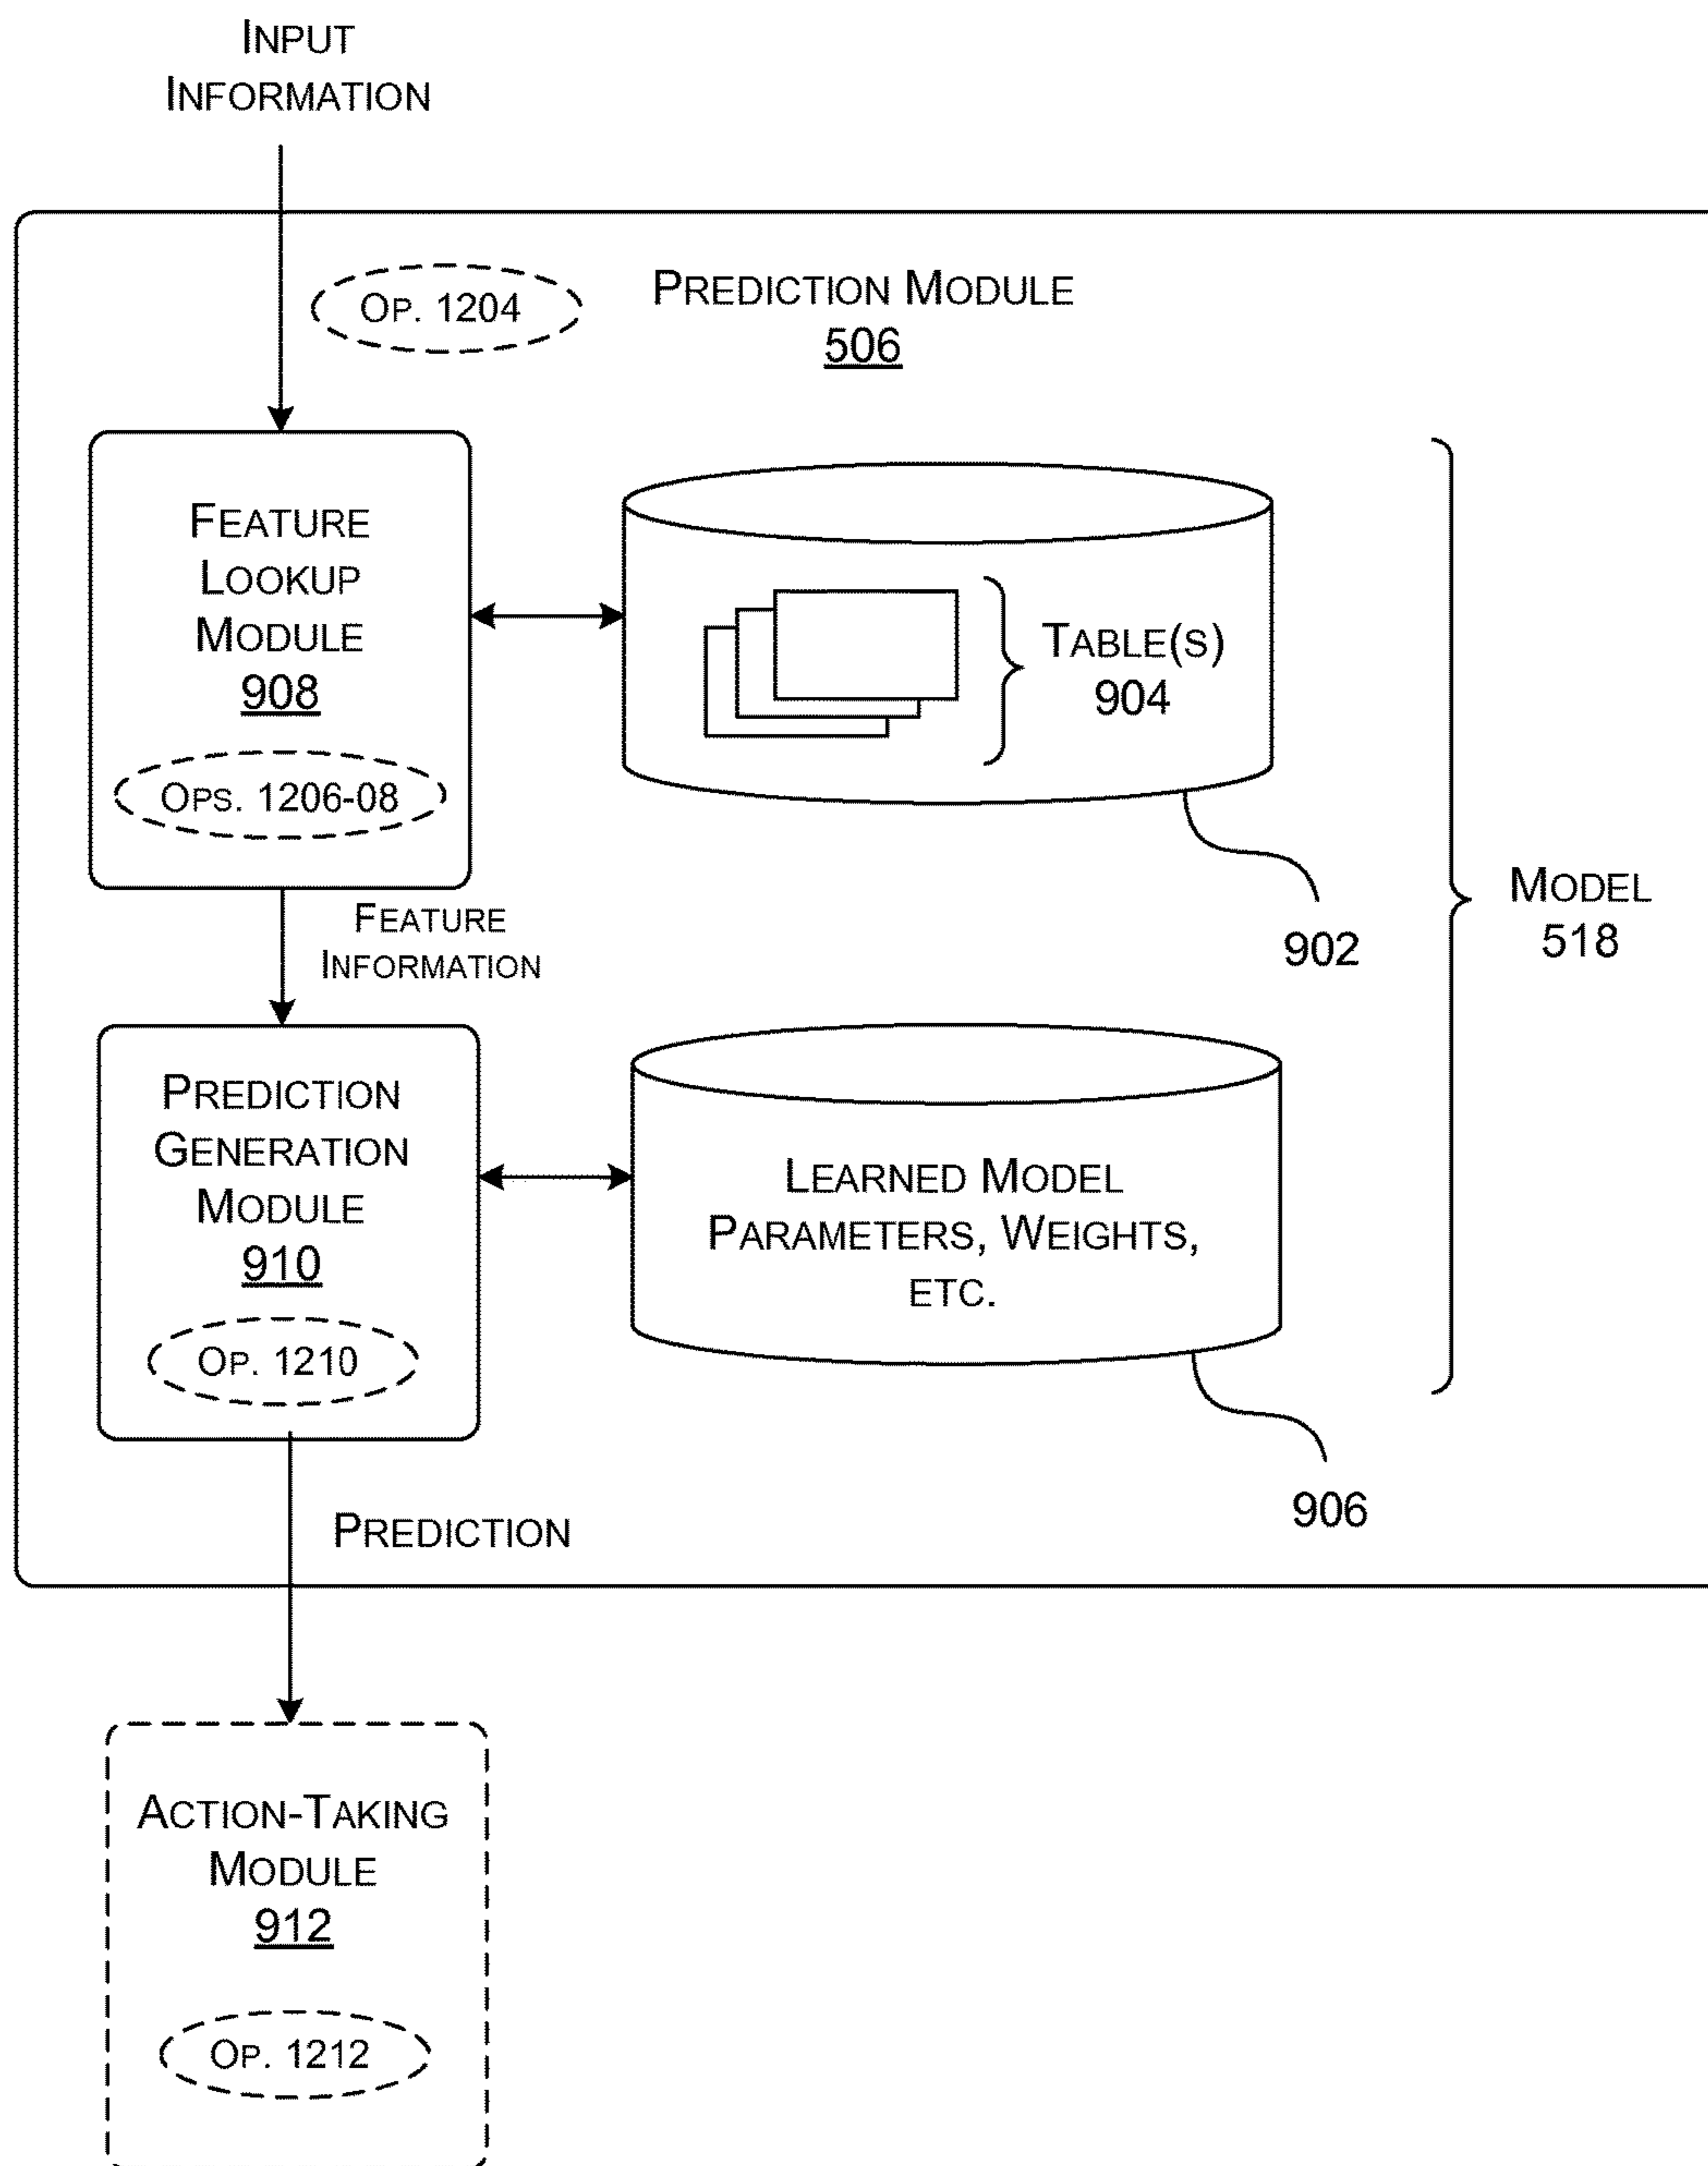 INPUT
INFORMATION
OP. 1204
PREDICTION MODULE
506
FEATURE
LOOKUP
MODULE
908
OPS. 1206-08
TABLE(S)
904
902
MODEL
518
FEATURE
INFORMATION
PREDICTION
GENERATION
MODULE
910
OP. 1210
LEARNED MODEL
PARAMETERS, WEIGHTS,
ETC.
906
PREDICTION
ACTION-TAKING
MODULE
912
OP. 1212